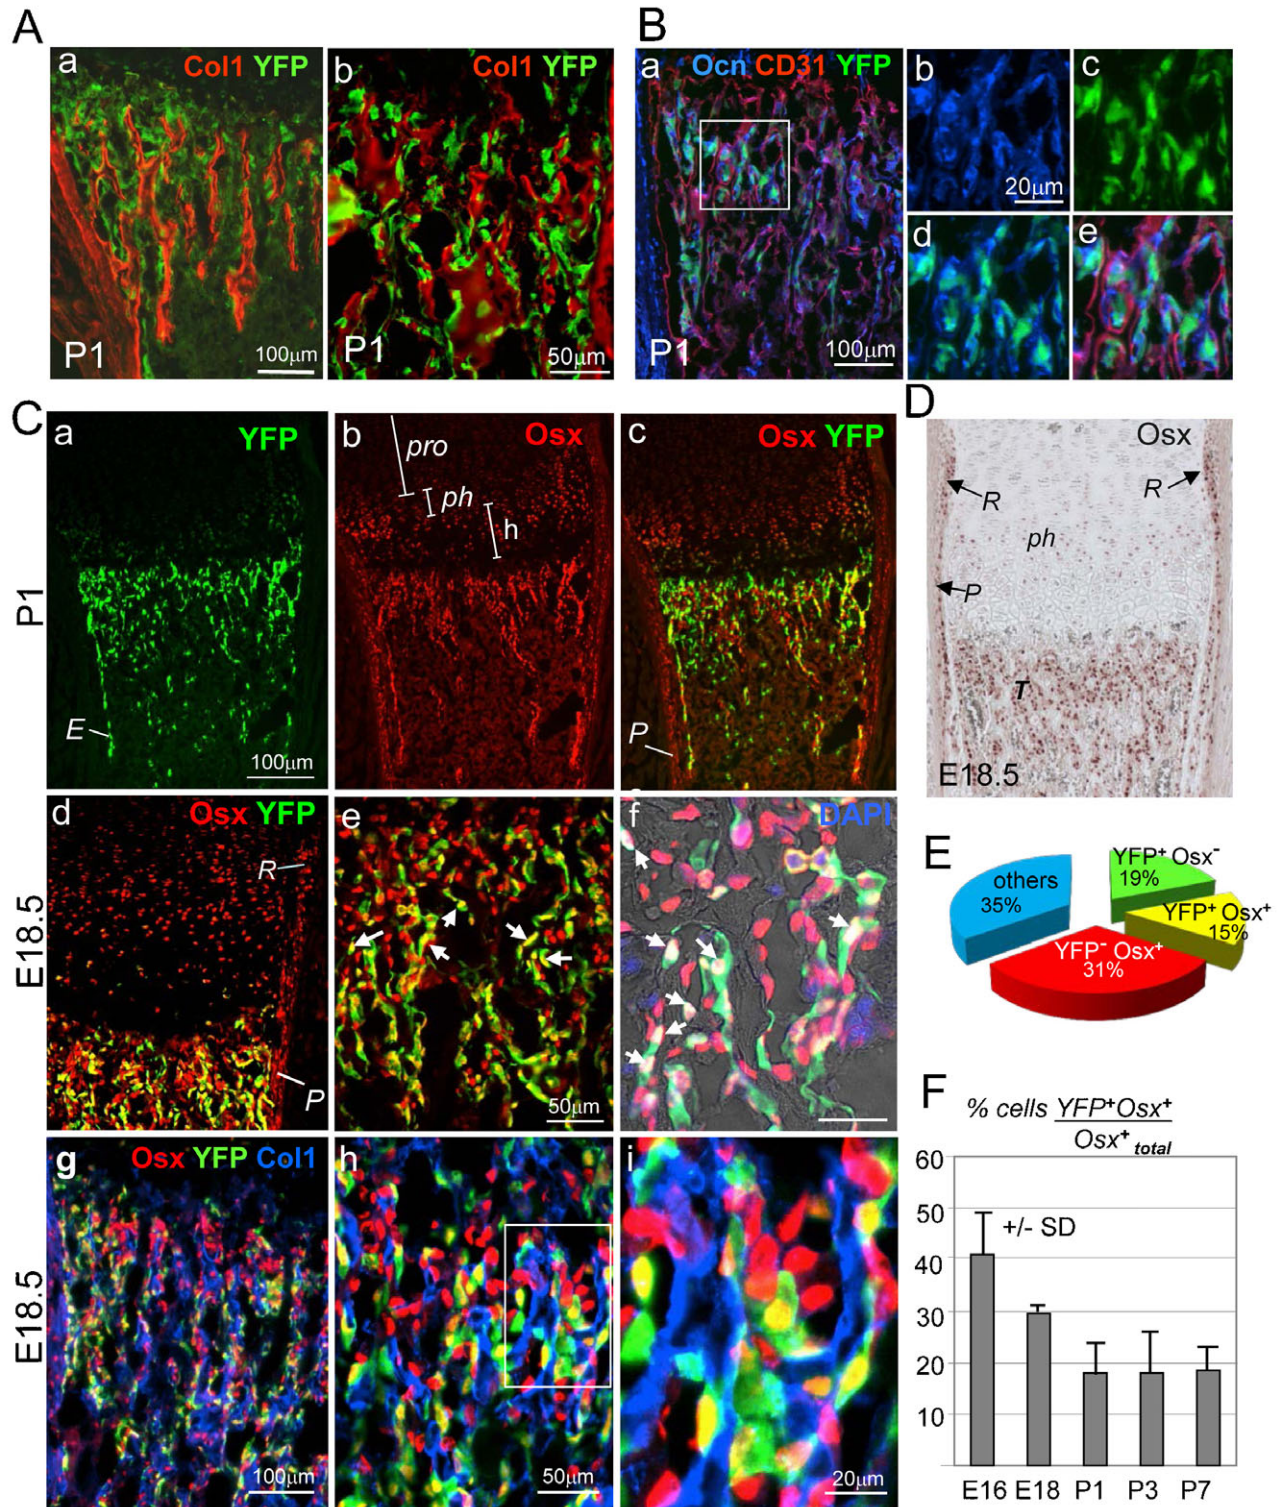 A
B
a
Col1 YFP
P1
100µm
b
Col1 YFP
P1
50µm
a
Ocn CD31 YFP
P1
100µm
b
20µm
c
d
e
C
D
P1
a
YFP
E
100µm
b
Osx
pro
ph
h
c
Osx YFP
P
Osx
R
R
ph
P
T
E18.5
E18.5
d
Osx YFP
R
P
e
50µm
f
DAPI
E
YFP⁺ Osx⁻
19%
others
35%
YFP⁺ Osx⁺
15%
YFP⁻ Osx⁺
31%
E18.5
g
Osx YFP Col1
100µm
h
50µm
i
20µm
F
% cells YFP⁺Osx⁺
Osx⁺ total
60
50
+/- SD
40
30
20
10
E16 E18 P1 P3 P7